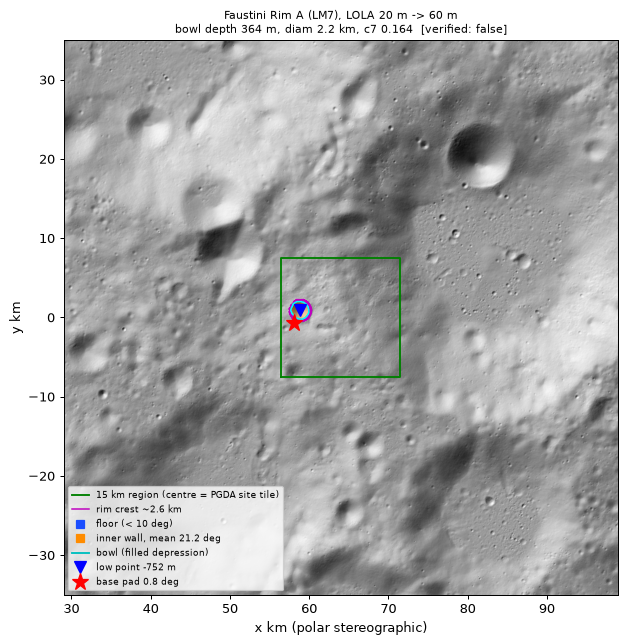 Faustini Rim A (LM7), LOLA 20 m -> 60 m
bowl depth 364 m, diam 2.2 km, c7 0.164  [verified: false]
y km
30
20
10
0
−10
−20
−30
15 km region (centre = PGDA site tile)
rim crest ~2.6 km
floor (< 10 deg)
inner wall, mean 21.2 deg
bowl (filled depression)
low point -752 m
base pad 0.8 deg
30 40 50 60 70 80 90
x km (polar stereographic)